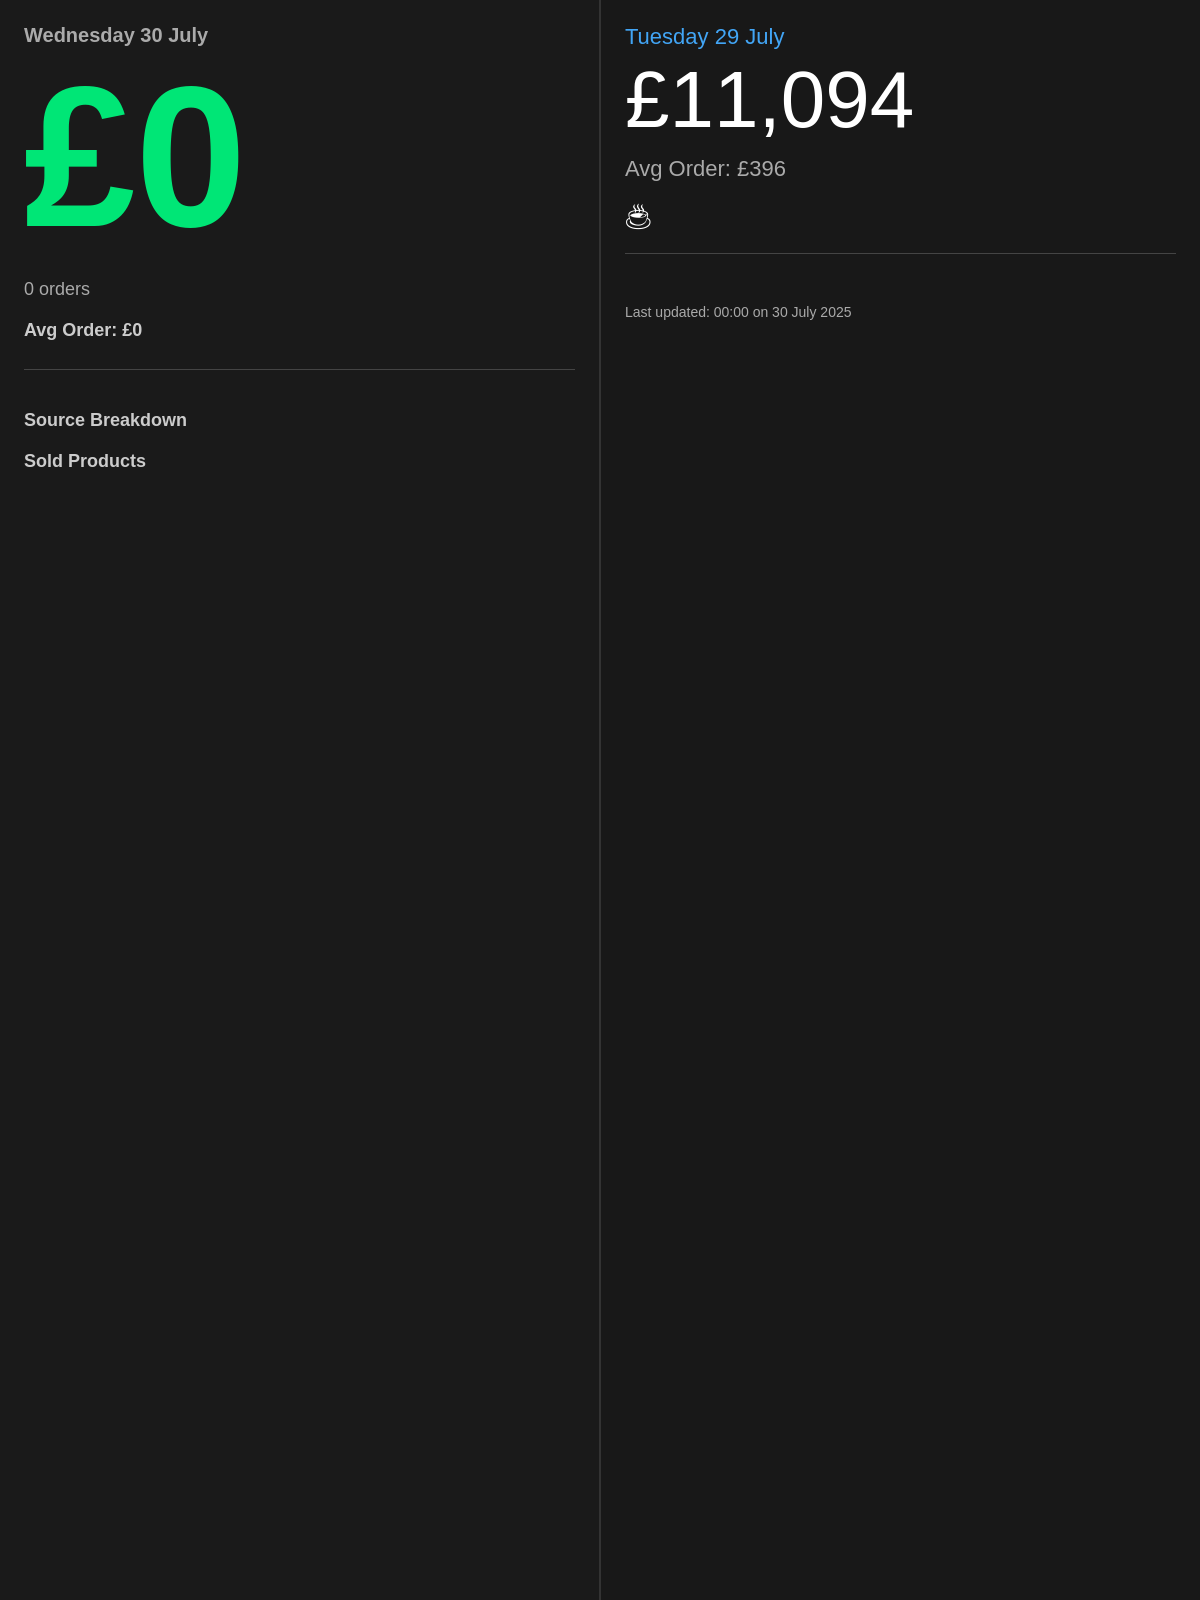 Wednesday 30 July
£0
0 orders
Avg Order: £0
Source Breakdown
Sold Products
Tuesday 29 July
£11,094
Avg Order: £396
☕
Last updated: 00:00 on 30 July 2025